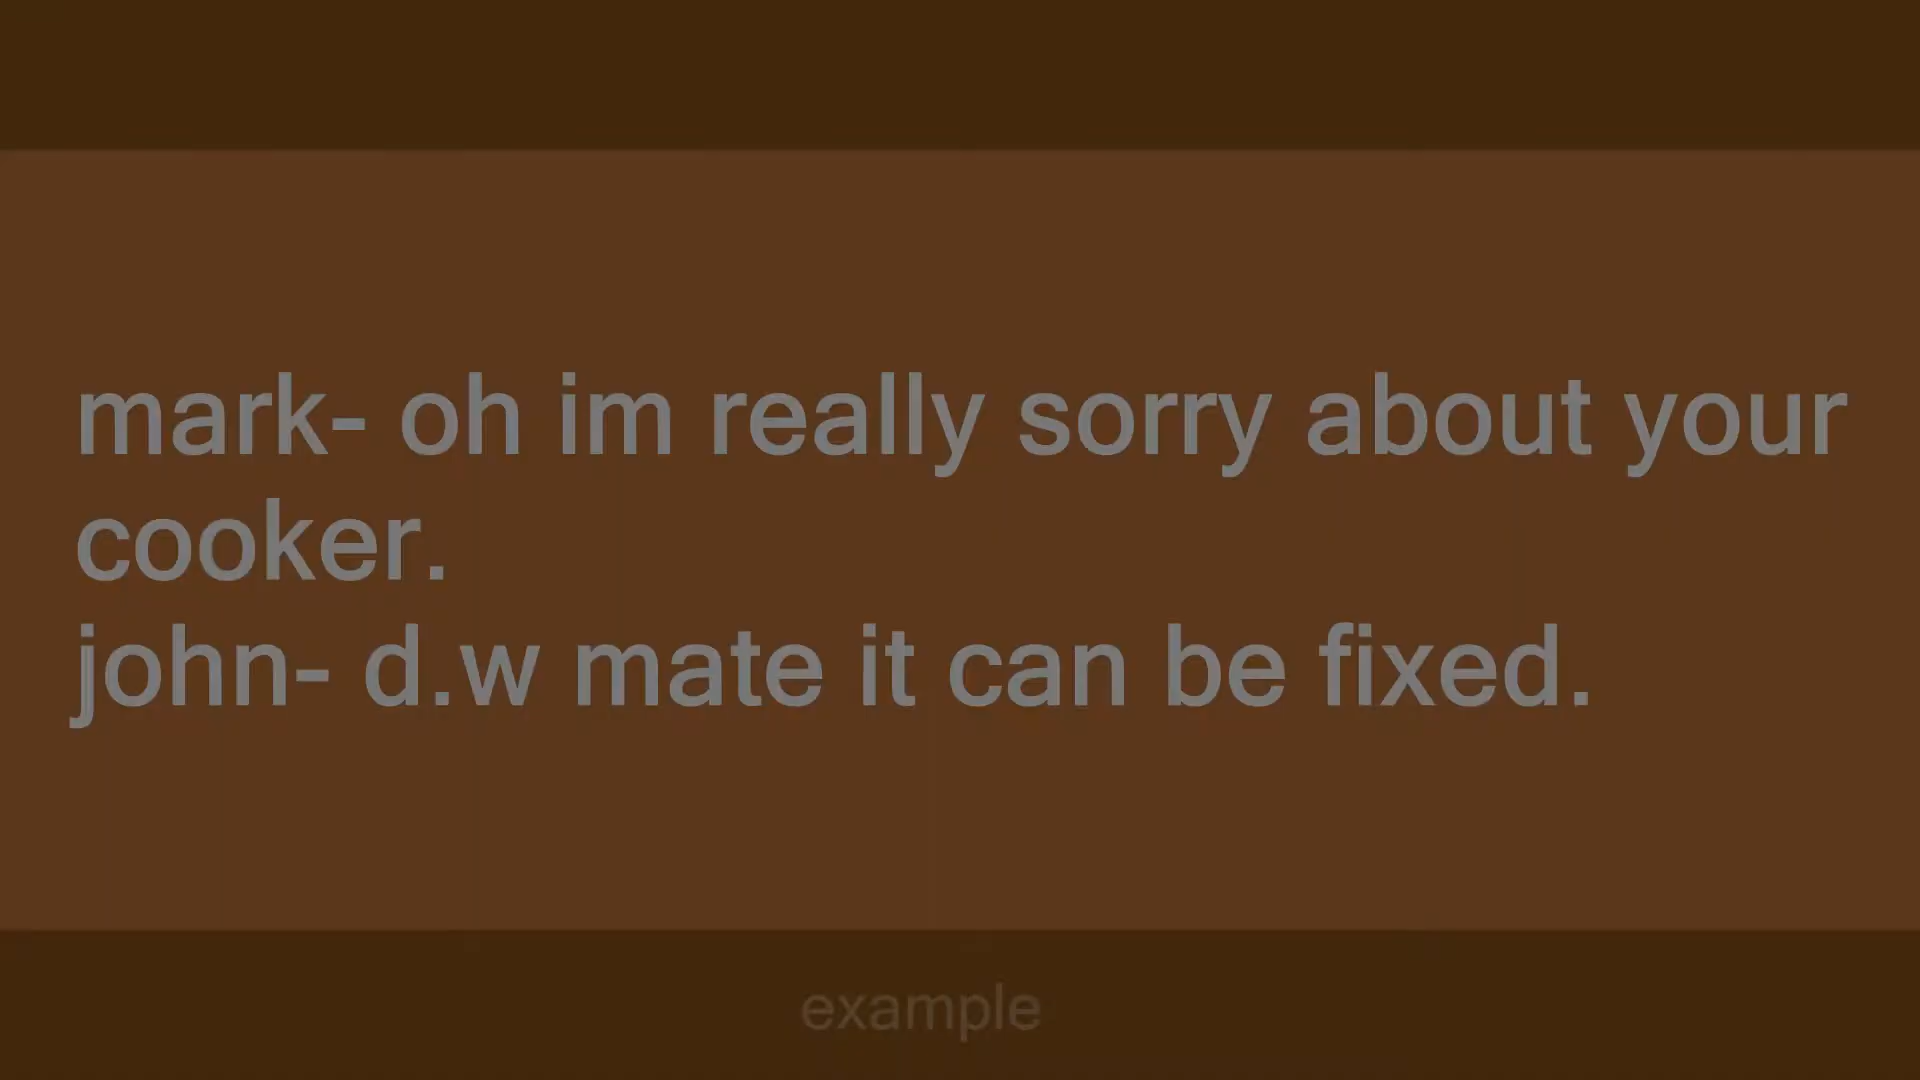 mark- oh im really sorry about your
cooker.
john- d.w mate it can be fixed.
example